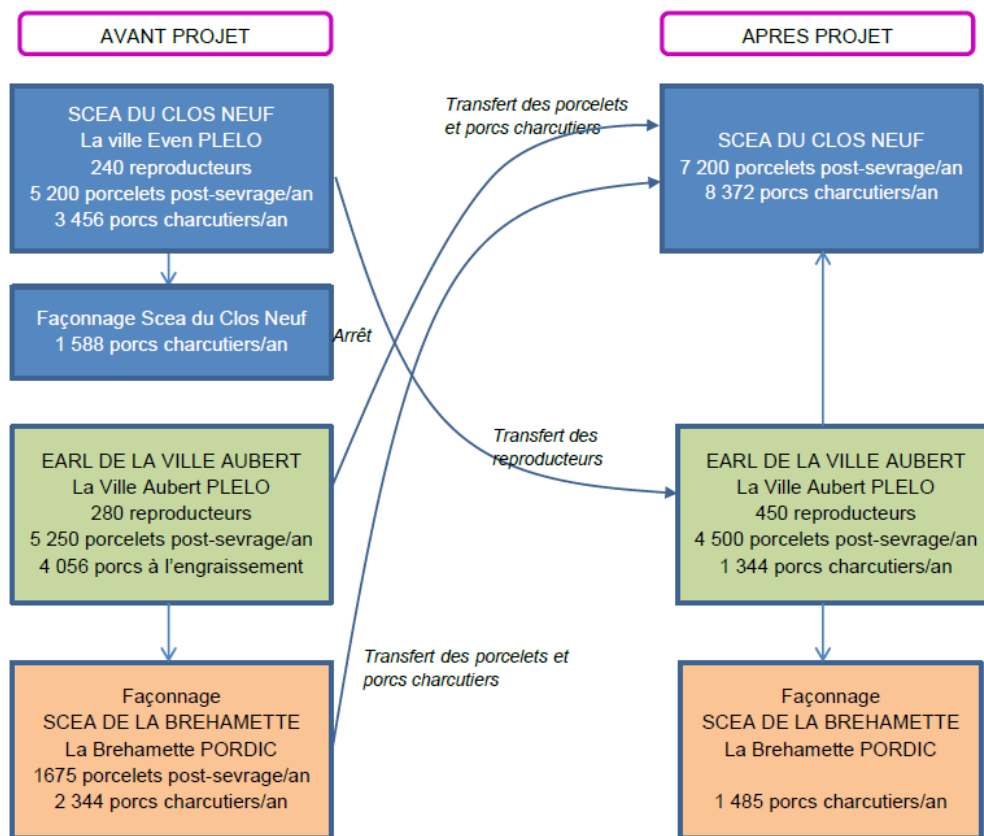 AVANT PROJET
APRES PROJET
SCEA DU CLOS NEUF
La ville Even PLELO
240 reproducteurs
5 200 porcelets post-sevrage/an
3 456 porcs charcutiers/an
Transfert des porcelets
et porcs charcutiers
SCEA DU CLOS NEUF
7 200 porcelets post-sevrage/an
8 372 porcs charcutiers/an
Façonnage Scea du Clos Neuf
1 588 porcs charcutiers/an
Arrêt
Transfert des
reproducteurs
EARL DE LA VILLE AUBERT
La Ville Aubert PLELO
280 reproducteurs
5 250 porcelets post-sevrage/an
4 056 porcs à l'engraissement
EARL DE LA VILLE AUBERT
La Ville Aubert PLELO
450 reproducteurs
4 500 porcelets post-sevrage/an
1 344 porcs charcutiers/an
Transfert des porcelets et
porcs charcutiers
Façonnage
SCEA DE LA BREHAMETTE
La Brehamette PORDIC
1675 porcelets post-sevrage/an
2 344 porcs charcutiers/an
Façonnage
SCEA DE LA BREHAMETTE
La Brehamette PORDIC
1 485 porcs charcutiers/an